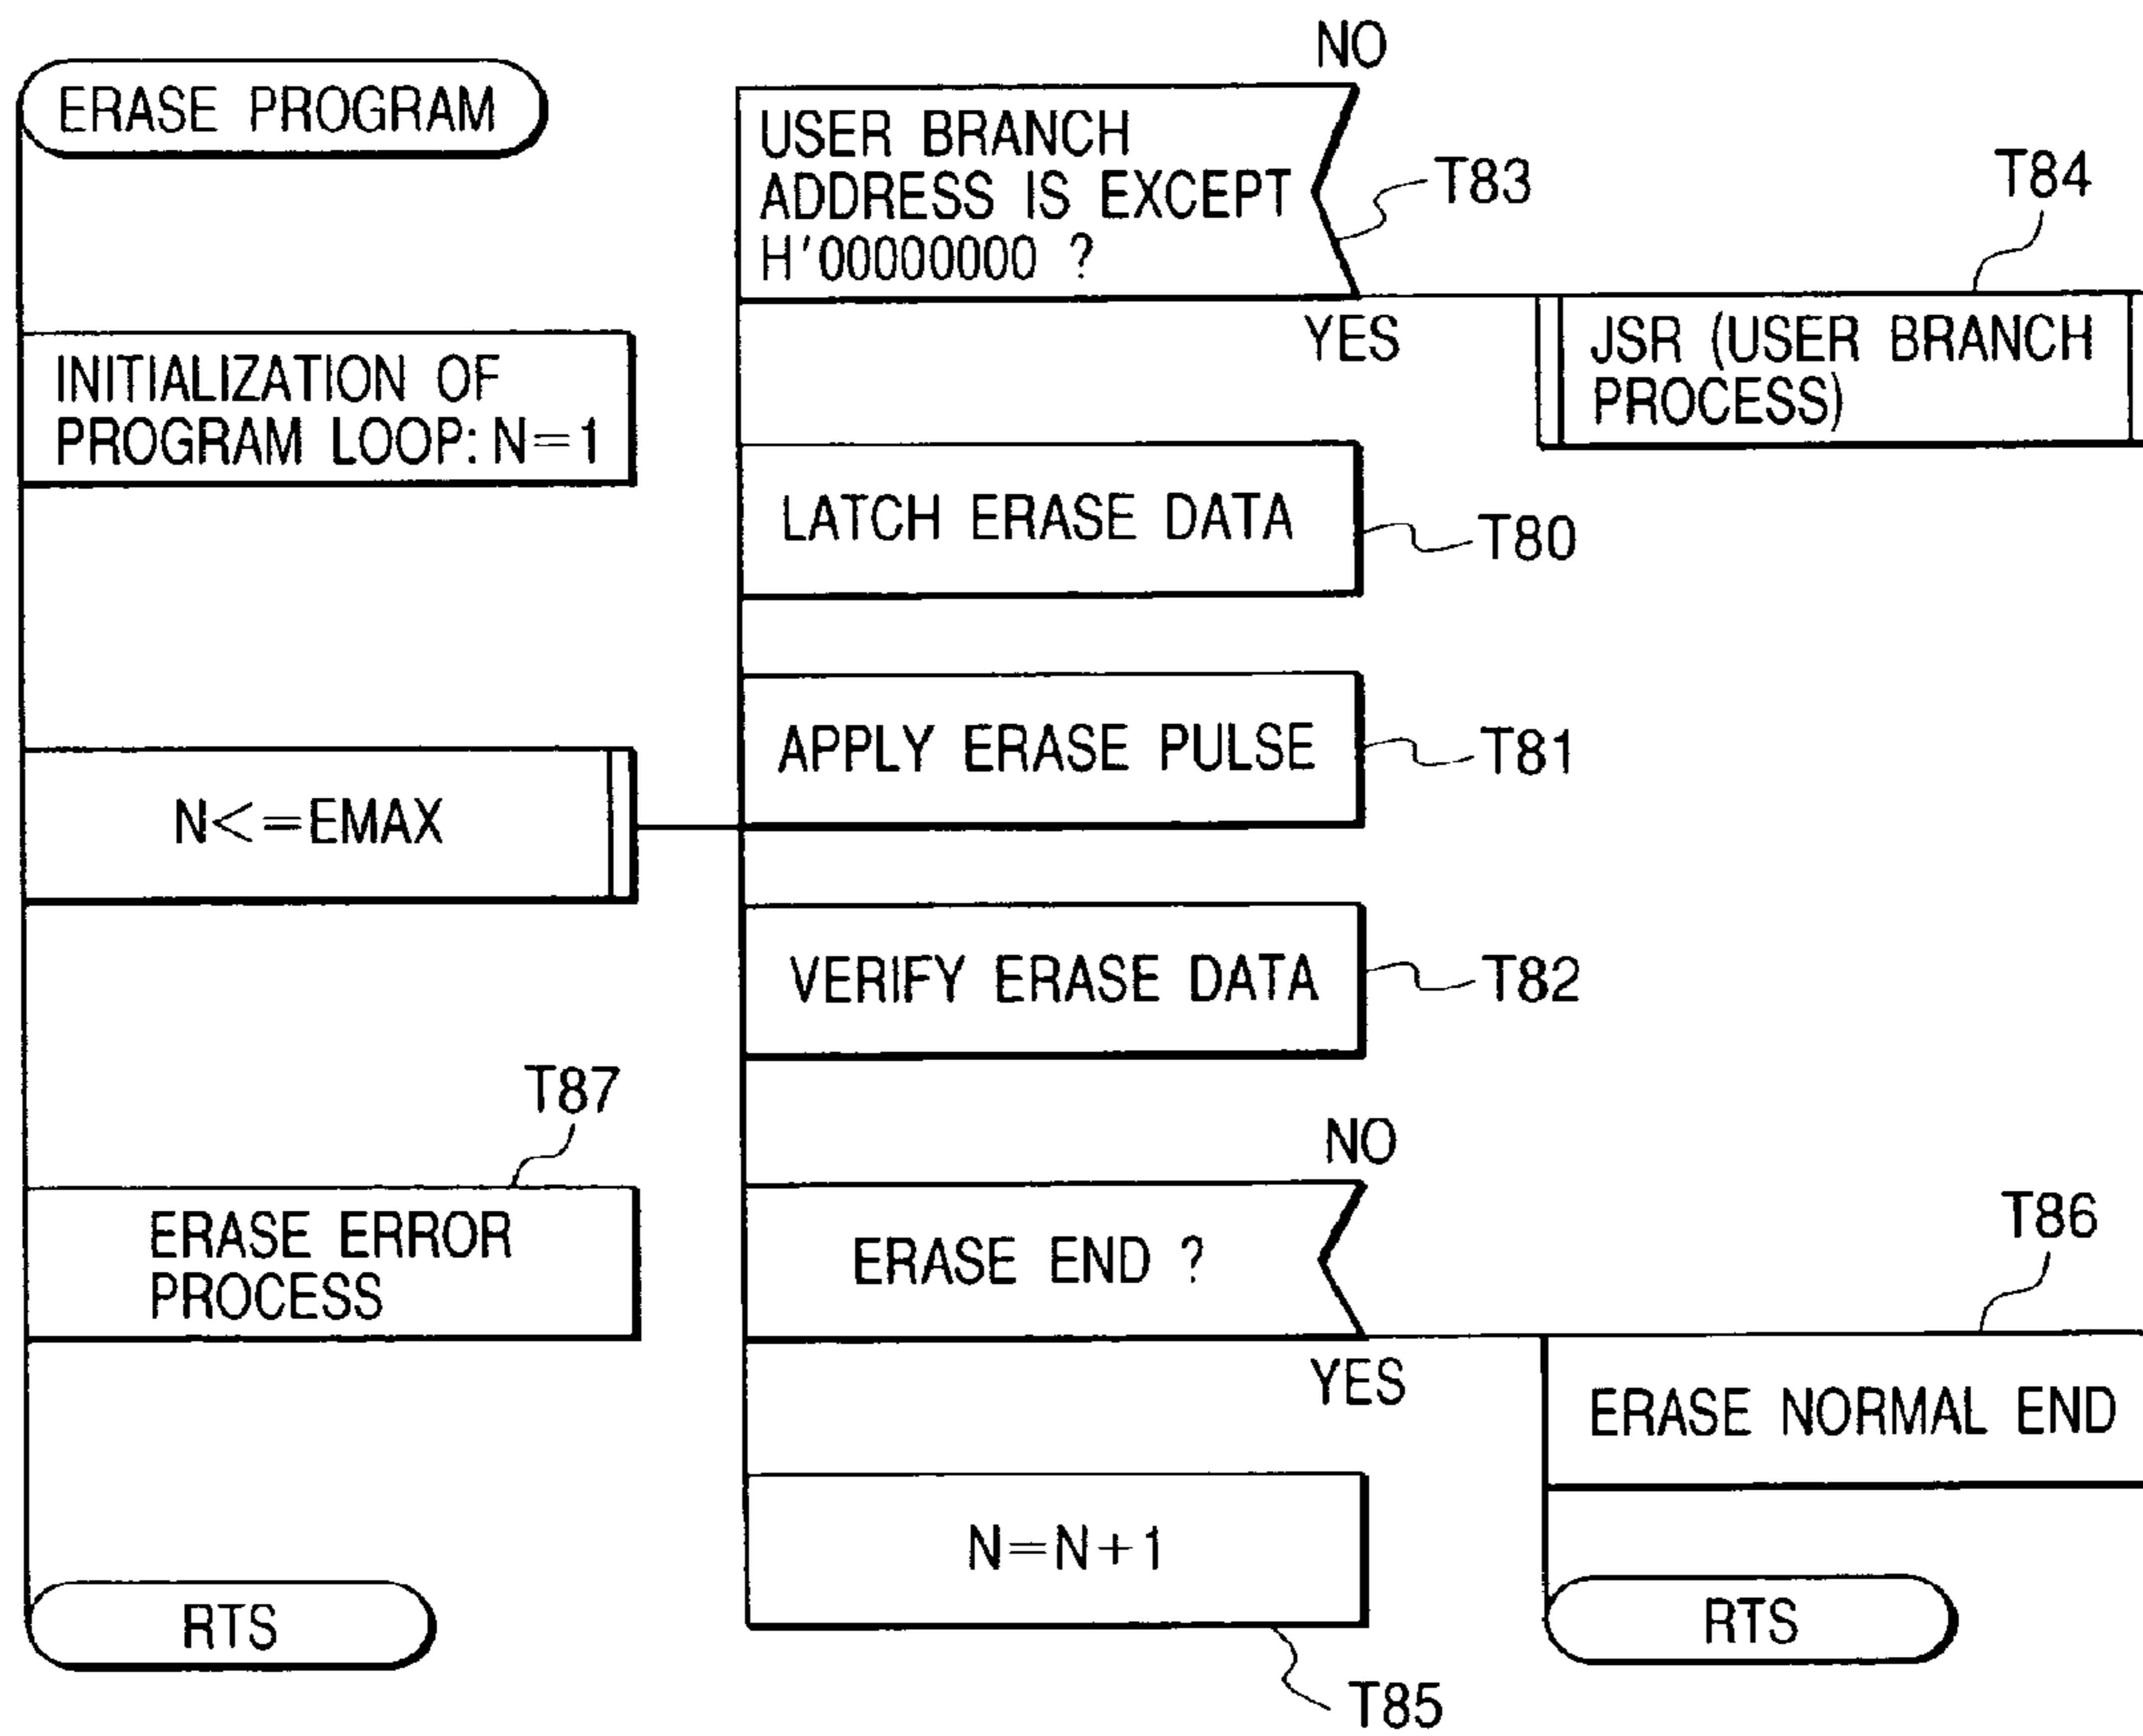 ERASE PROGRAM
INITIALIZATION OF
PROGRAM LOOP: N=1
N<=EMAX
T87
ERASE ERROR
PROCESS
RTS
NO
USER BRANCH
ADDRESS IS EXCEPT
H'00000000 ?
T83
YES
T84
JSR (USER BRANCH
PROCESS)
LATCH ERASE DATA
T80
APPLY ERASE PULSE
T81
VERIFY ERASE DATA
T82
NO
ERASE END ?
YES
T86
ERASE NORMAL END
RTS
N=N+1
T85